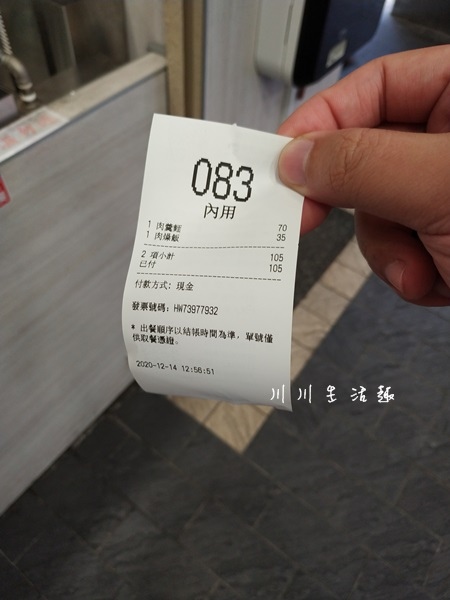 083
內用
1 肉羹飯 70
1 肉燥飯 35
2 項小計 105
已付 105
付款方式: 現金
發票號碼: HW73977932
* 出餐順序以結帳時間為準, 單號僅
供取餐憑證.
2020-12-14 12:56:51
川川生活趣